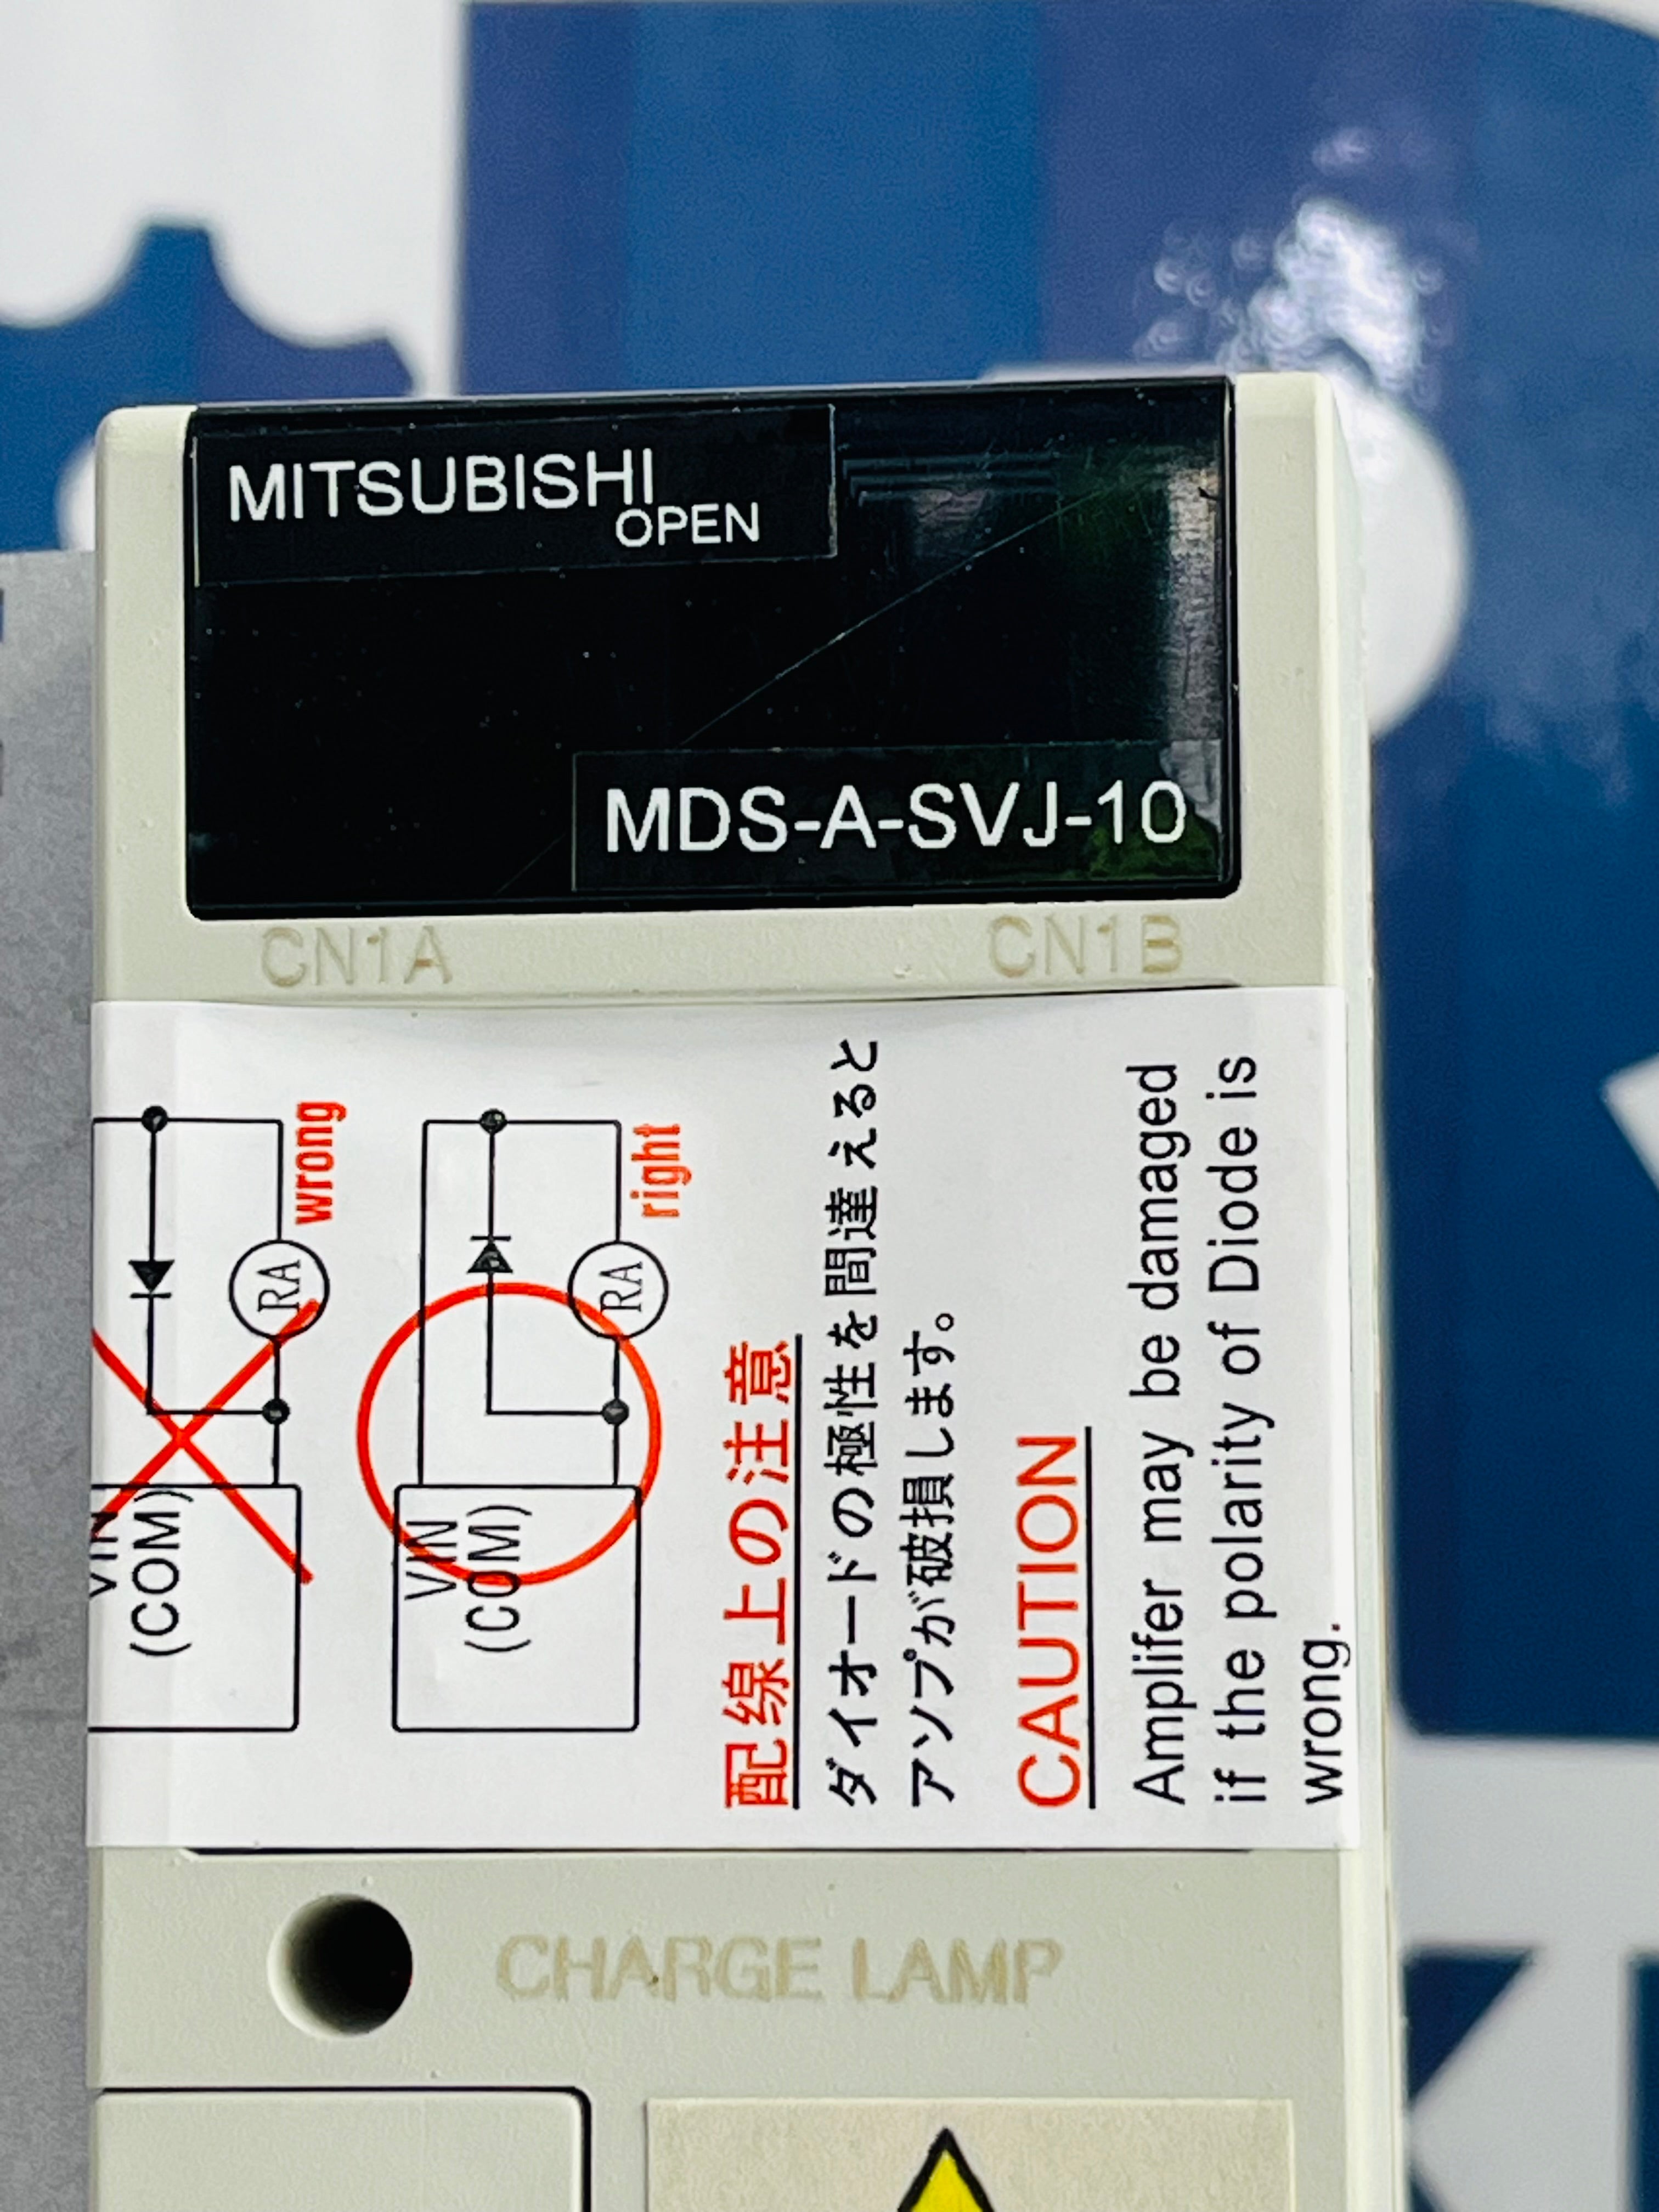 MITSUBISHI
OPEN
MDS-A-SVJ-10
CN1A
CN1B
VIN
(COM)
RA
wrong
VIN
(COM)
RA
right
配線上の注意
ダイオードの極性を間違えると
アソプが破損します。
CAUTION
Amplifer may be damaged
if the polarity of Diode is
wrong.
CHARGE LAMP